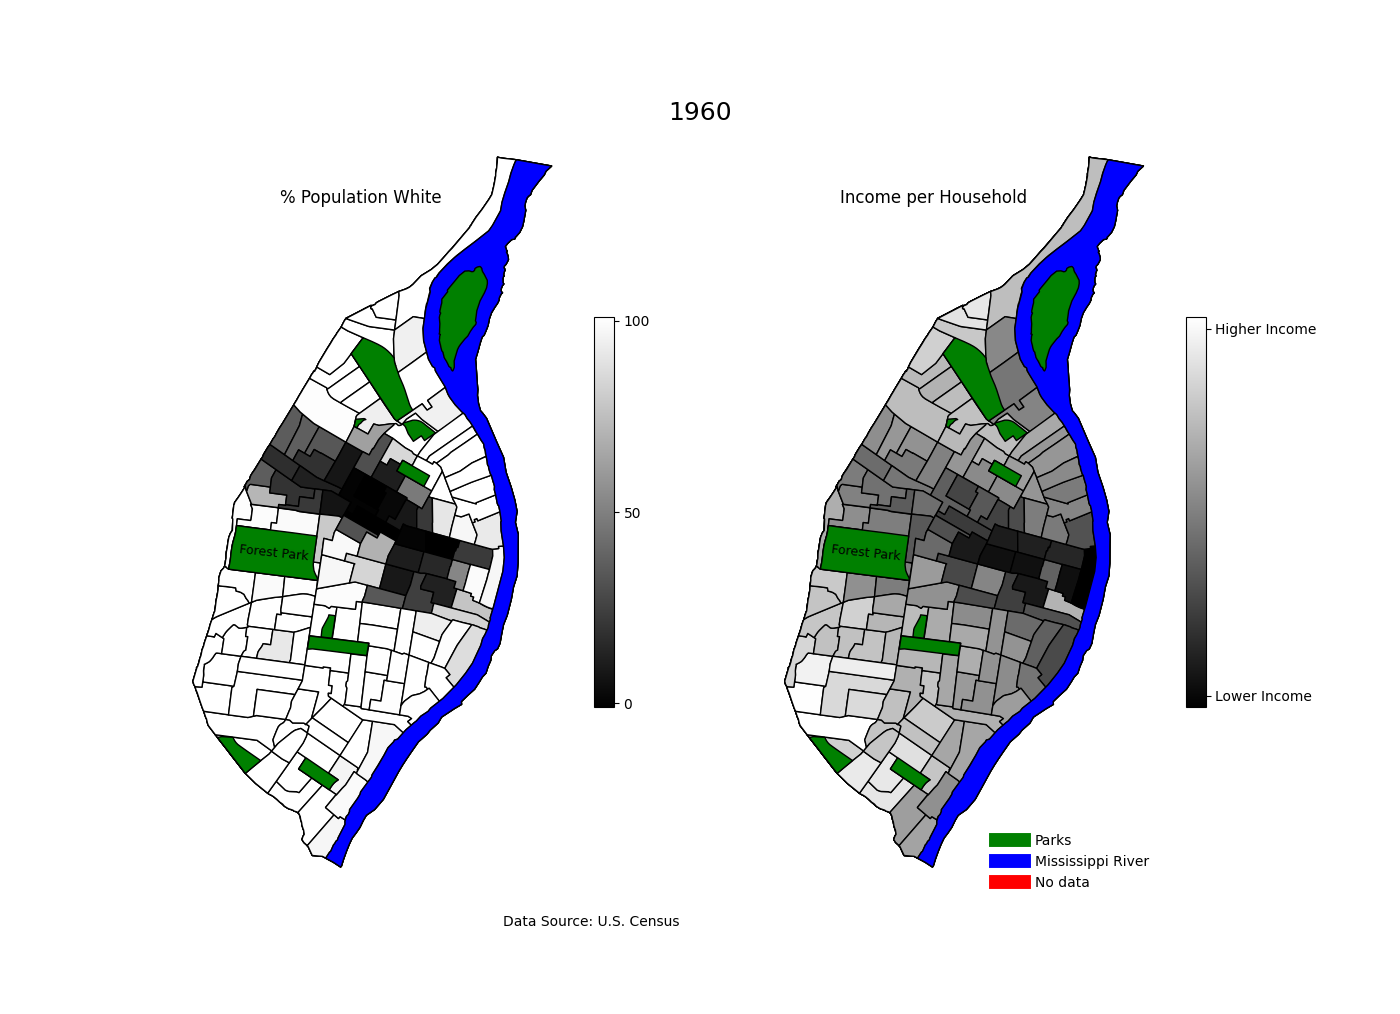 1960
% Population White
Income per Household
100
50
0
Forest Park
Forest Park
Higher Income
Lower Income
Parks
Mississippi River
No data
Data Source: U.S. Census